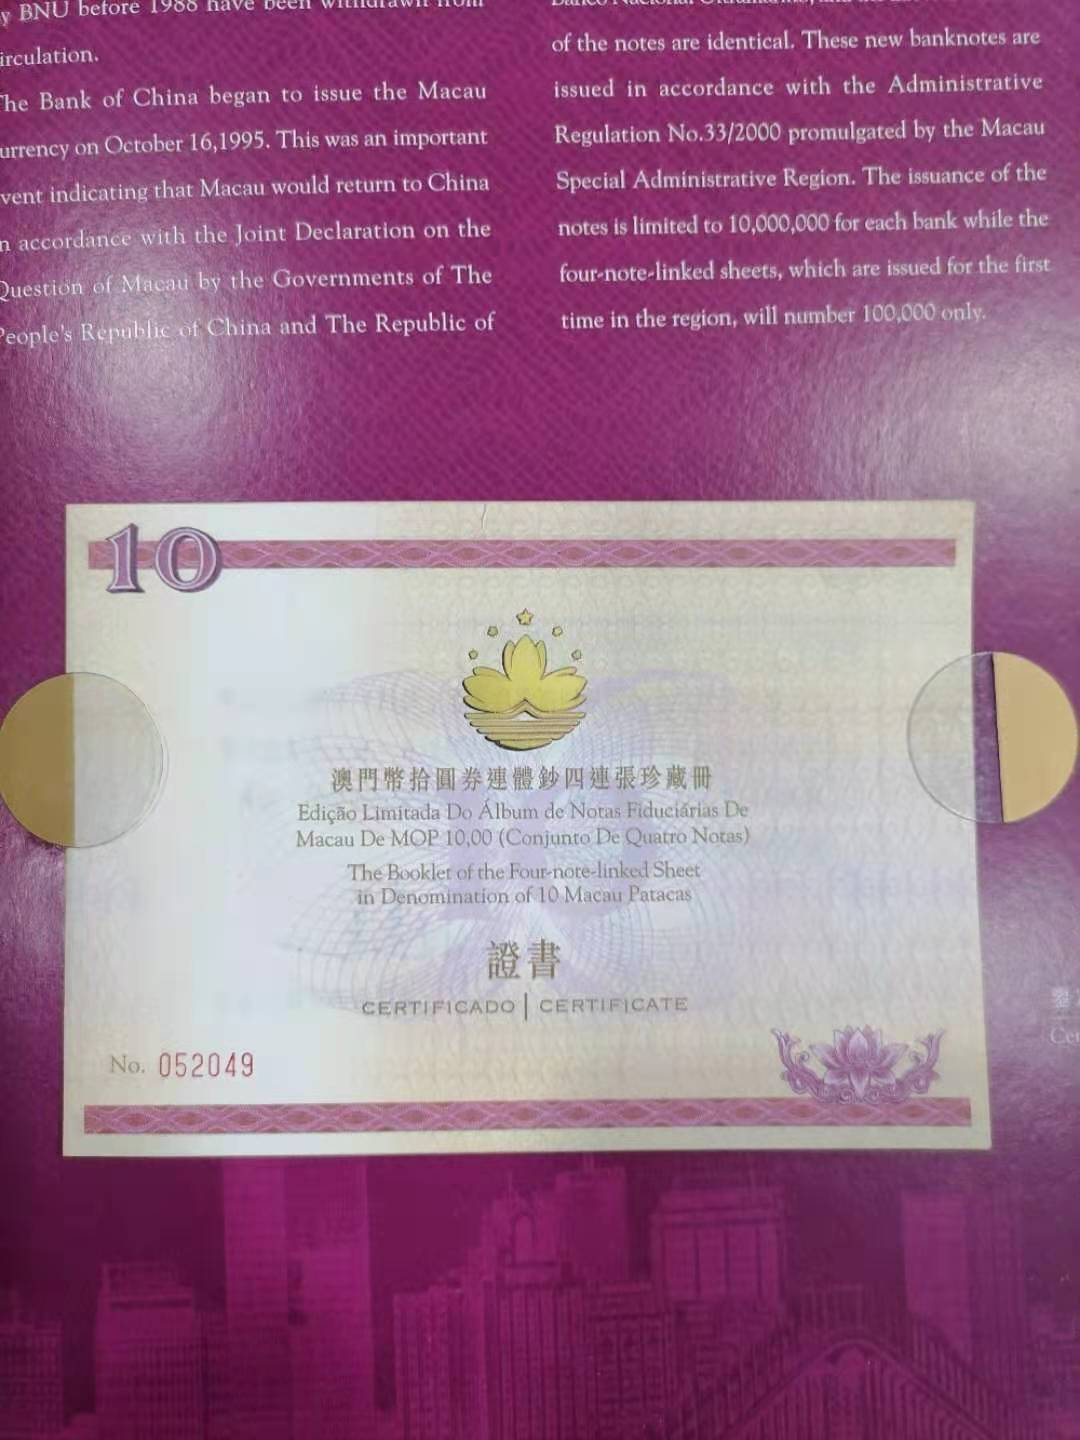 by BNU before 1988 have been withdrawn from
circulation.
The Bank of China began to issue the Macau
currency on October 16,1995. This was an important
event indicating that Macau would return to China
in accordance with the Joint Declaration on the
Question of Macau by the Governments of The
People's Republic of China and The Republic of
of the notes are identical. These new banknotes are
issued in accordance with the Administrative
Regulation No.33/2000 promulgated by the Macau
Special Administrative Region. The issuance of the
notes is limited to 10,000,000 for each bank while the
four-note-linked sheets, which are issued for the first
time in the region, will number 100,000 only.
10
澳門幣拾圓券連體鈔四連張珍藏冊
Edição Limitada Do Álbum de Notas Fiduciárias De
Macau De MOP 10,00 (Conjunto De Quatro Notas)
The Booklet of the Four-note-linked Sheet
in Denomination of 10 Macau Patacas
證書
CERTIFICADO | CERTIFICATE
No. 052049